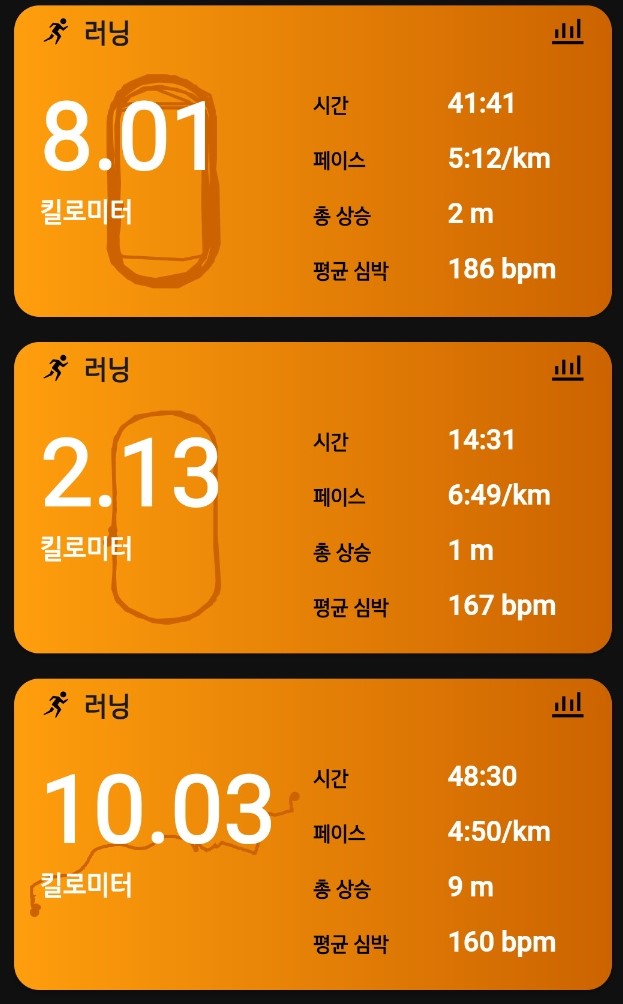 러닝
8.01
킬로미터
시간 41:41
페이스 5:12/km
총 상승 2 m
평균 심박 186 bpm
러닝
2.13
킬로미터
시간 14:31
페이스 6:49/km
총 상승 1 m
평균 심박 167 bpm
러닝
10.03
킬로미터
시간 48:30
페이스 4:50/km
총 상승 9 m
평균 심박 160 bpm